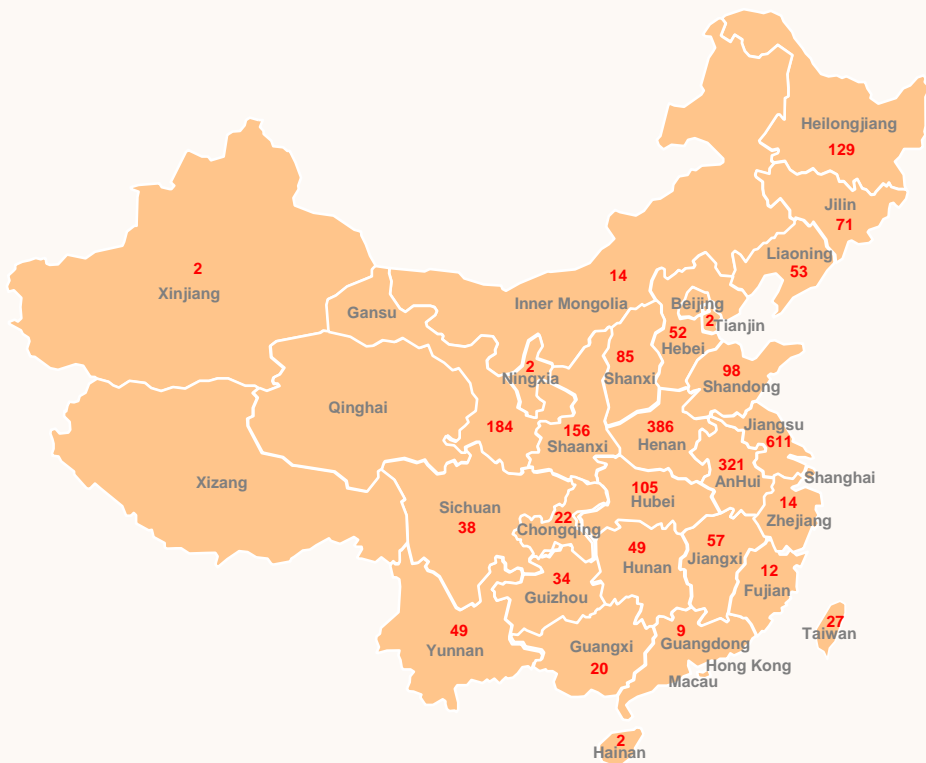 Heilongjiang
129
Jilin
71
Liaoning
53
2
Xinjiang
14
Inner Mongolia
Gansu
Beijing
2
Tianjin
52
Hebei
85
Shanxi
2
Ningxia
98
Shandong
Qinghai
184
156
Shaanxi
386
Henan
Jiangsu
611
321
AnHui
Shanghai
Xizang
Sichuan
38
105
Hubei
22
Chongqing
14
Zhejiang
49
Hunan
57
Jiangxi
34
Guizhou
12
Fujian
49
Yunnan
Guangxi
20
9
Guangdong
27
Taiwan
Hong Kong
Macau
2
Hainan